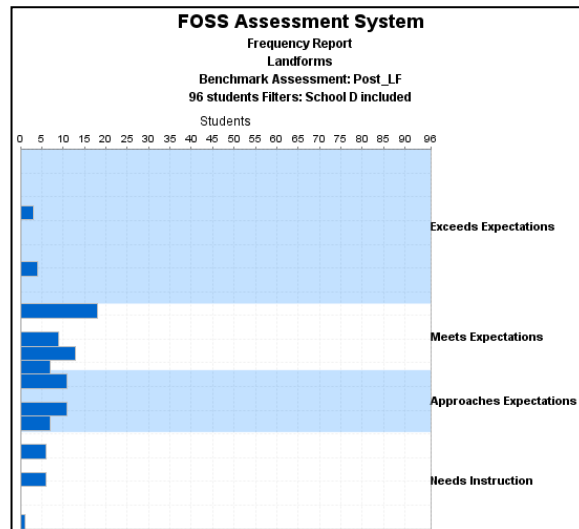 FOSS Assessment System
Frequency Report
Landforms
Benchmark Assessment: Post_LF
96 students Filters: School D included
Students
0 5 10 15 20 25 30 35 40 45 50 55 60 65 70 75 80 85 90 96
Exceeds Expectations
Meets Expectations
Approaches Expectations
Needs Instruction